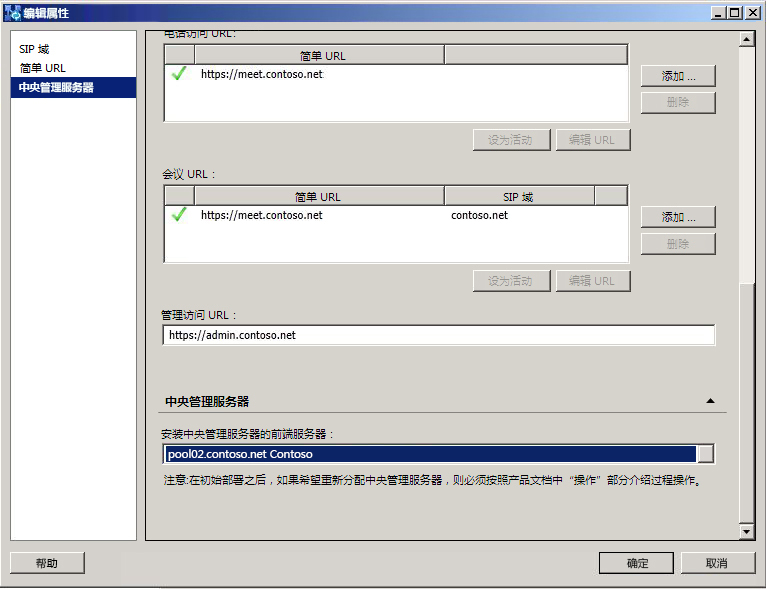 编辑属性
SIP 域
简单 URL
中央管理服务器
电话访问 URL:
简单 URL
https://meet.contoso.net
添加 ...
删除
设为活动 编辑 URL
会议 URL：
简单 URL SIP 域
https://meet.contoso.net contoso.net
添加 ...
删除
设为活动 编辑 URL
管理访问 URL：
https://admin.contoso.net
中央管理服务器
安装中央管理服务器的前端服务器：
pool02.contoso.net Contoso
注意:在初始部署之后，如果希望重新分配中央管理服务器，则必须按照产品文档中“操作”部分介绍过程操作。
帮助 确定 取消